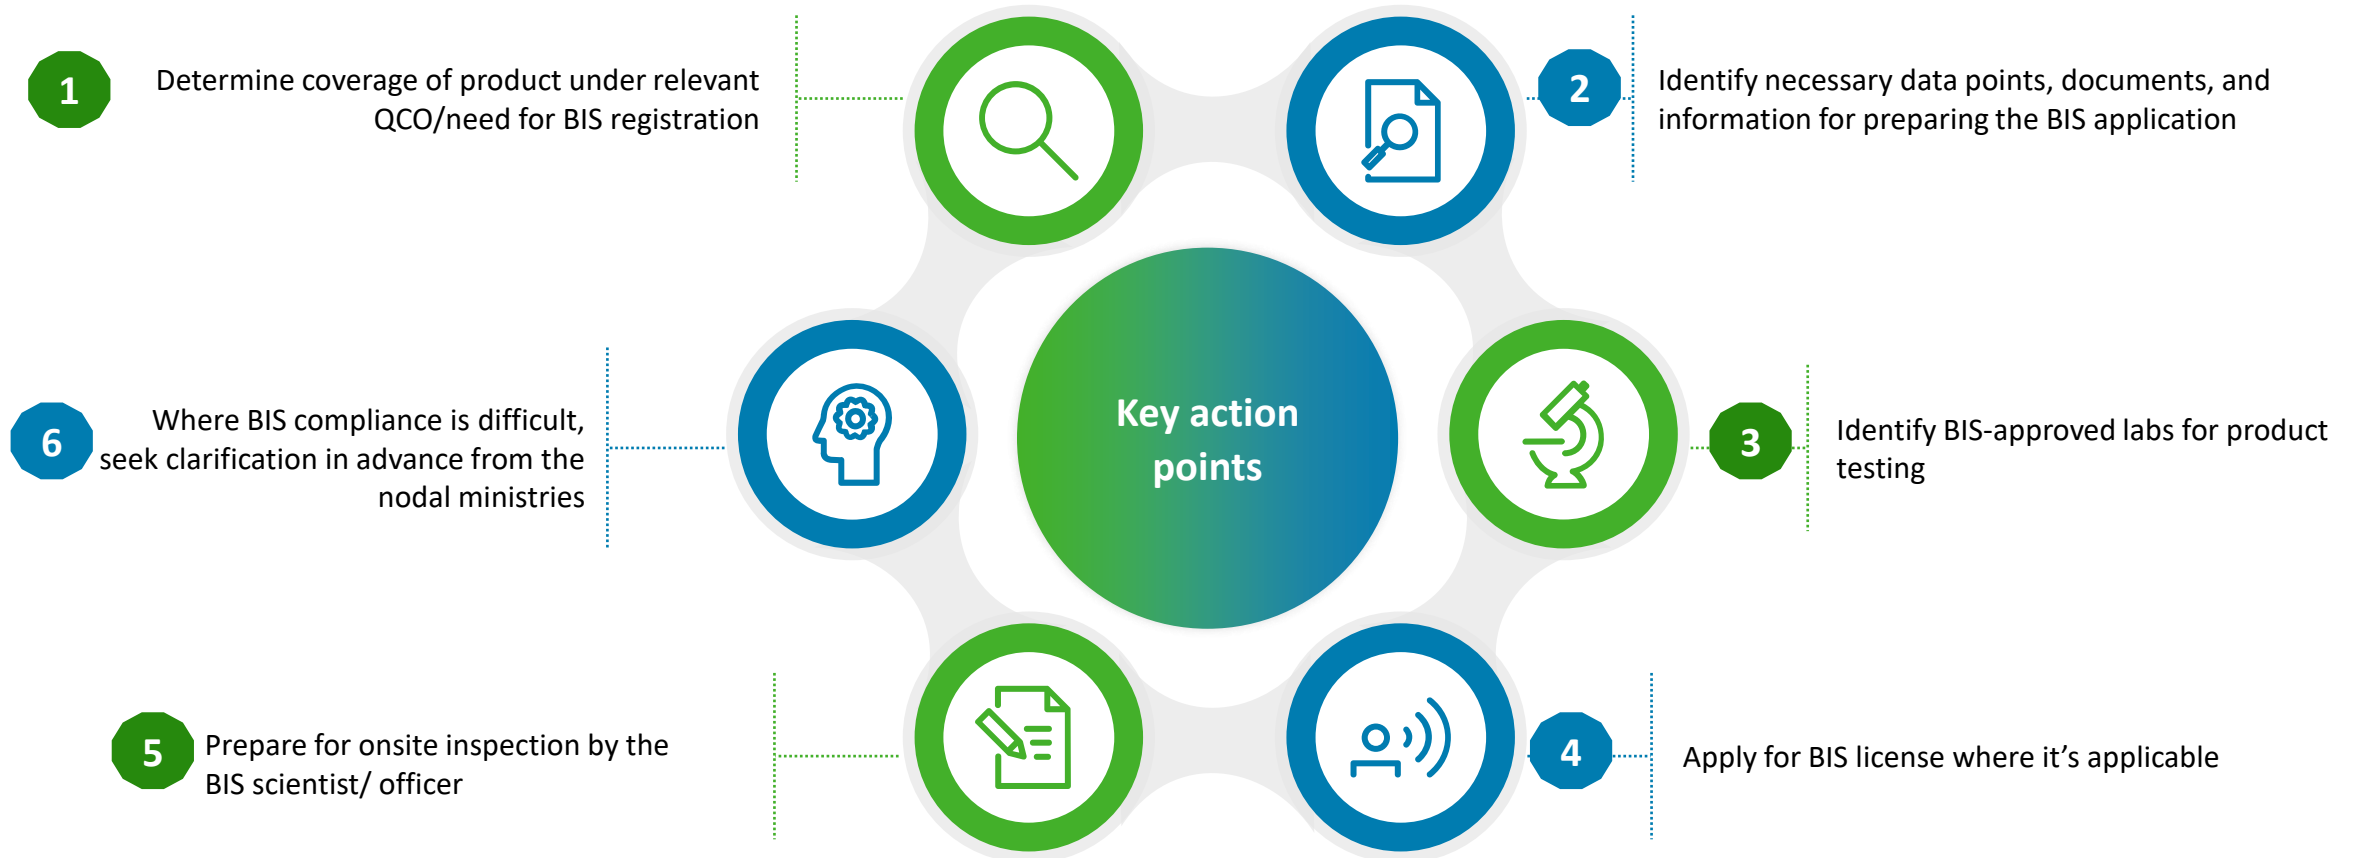 1
Determine coverage of product under relevant
QCO/need for BIS registration
2
Identify necessary data points, documents, and
information for preparing the BIS application
Key action
points
3
Identify BIS-approved labs for product
testing
4
Apply for BIS license where it’s applicable
5
Prepare for onsite inspection by the
BIS scientist/ officer
6
Where BIS compliance is difficult,
seek clarification in advance from the
nodal ministries